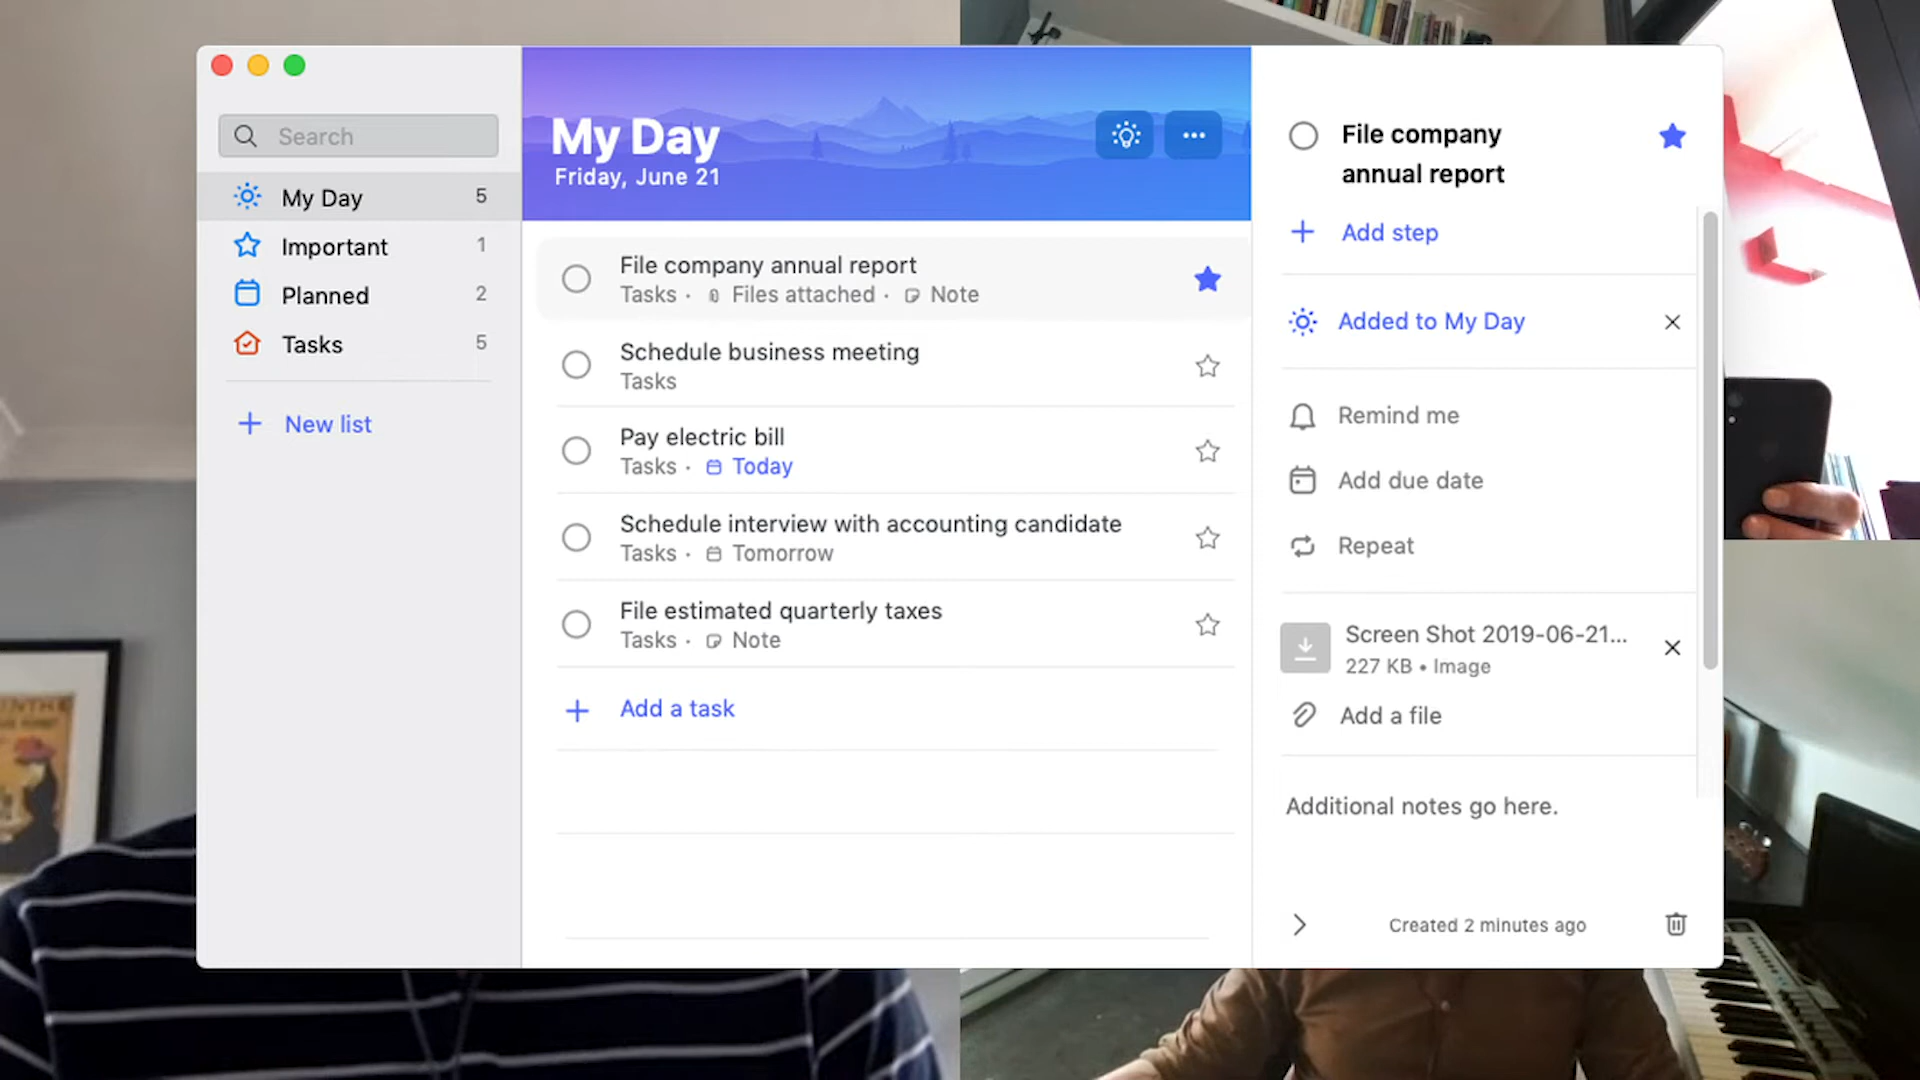 Search
My Day 5
Important 1
Planned 2
Tasks 5
New list
My Day
Friday, June 21
File company annual report
Tasks · Files attached · Note
Schedule business meeting
Tasks
Pay electric bill
Tasks · Today
Schedule interview with accounting candidate
Tasks · Tomorrow
File estimated quarterly taxes
Tasks · Note
Add a task
File company
annual report
Add step
Added to My Day
Remind me
Add due date
Repeat
Screen Shot 2019-06-21...
227 KB • Image
Add a file
Additional notes go here.
Created 2 minutes ago